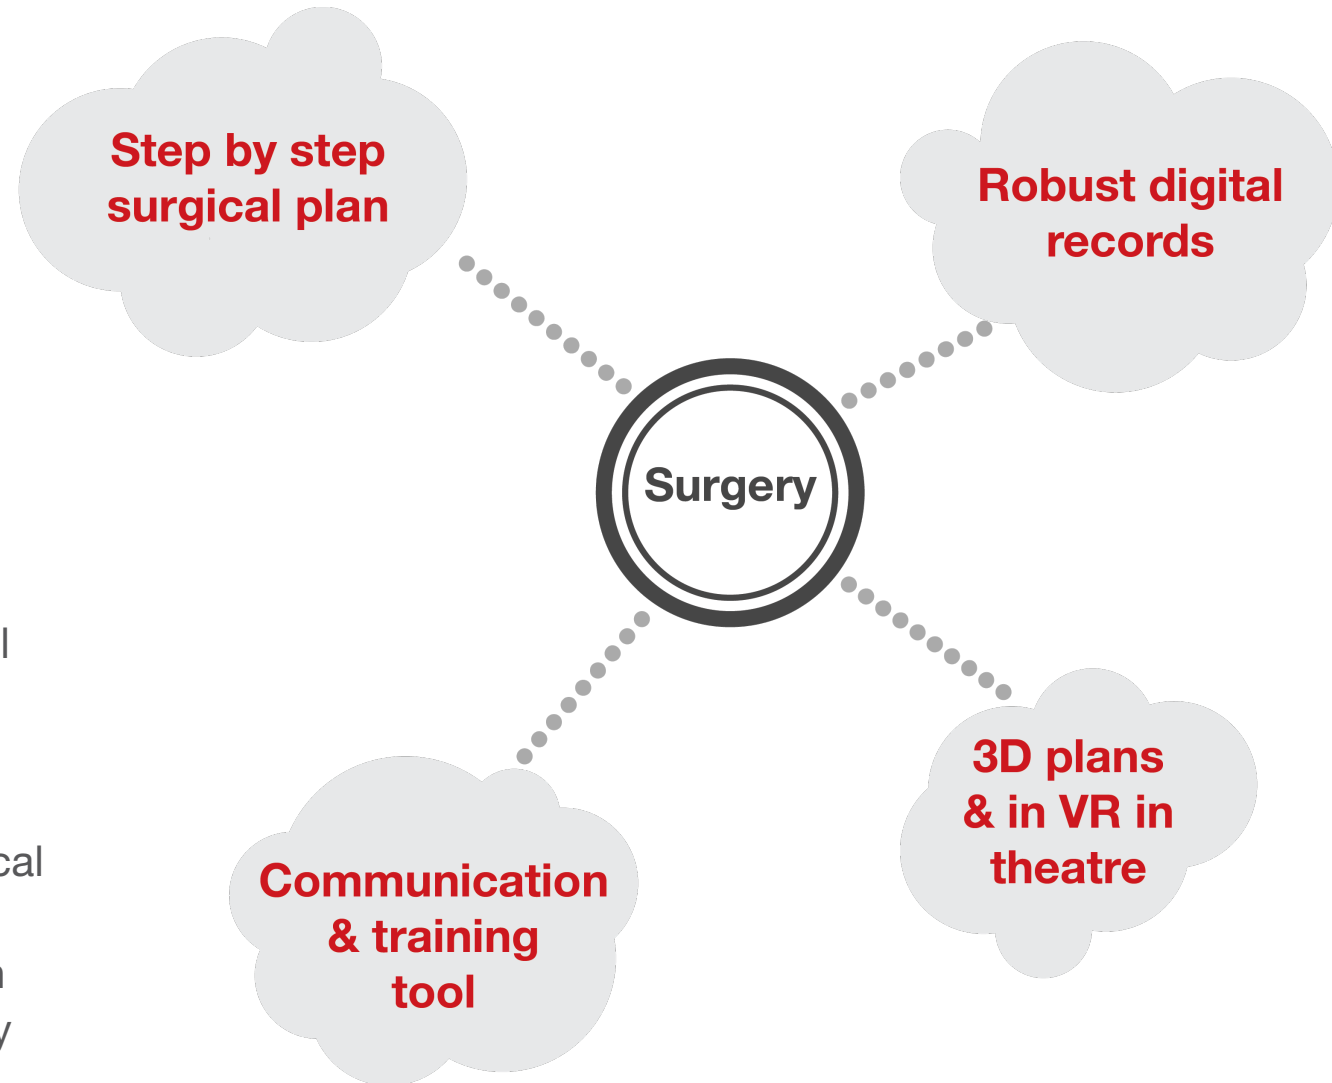 Step by step
surgical plan
Robust digital
records
Surgery
3D plans
& in VR in
theatre
Communication
& training
tool